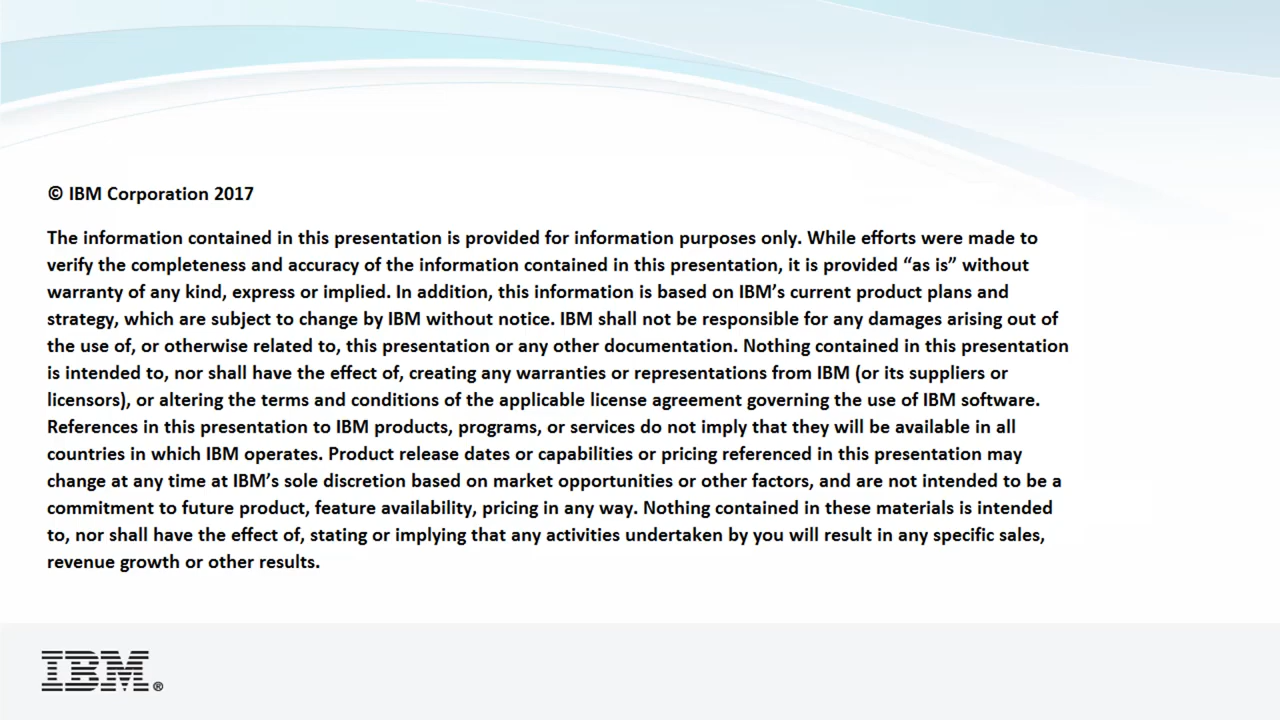 © IBM Corporation 2017
The information contained in this presentation is provided for information purposes only. While efforts were made to
verify the completeness and accuracy of the information contained in this presentation, it is provided “as is” without
warranty of any kind, express or implied. In addition, this information is based on IBM’s current product plans and
strategy, which are subject to change by IBM without notice. IBM shall not be responsible for any damages arising out of
the use of, or otherwise related to, this presentation or any other documentation. Nothing contained in this presentation
is intended to, nor shall have the effect of, creating any warranties or representations from IBM (or its suppliers or
licensors), or altering the terms and conditions of the applicable license agreement governing the use of IBM software.
References in this presentation to IBM products, programs, or services do not imply that they will be available in all
countries in which IBM operates. Product release dates or capabilities or pricing referenced in this presentation may
change at any time at IBM’s sole discretion based on market opportunities or other factors, and are not intended to be a
commitment to future product, feature availability, pricing in any way. Nothing contained in these materials is intended
to, nor shall have the effect of, stating or implying that any activities undertaken by you will result in any specific sales,
revenue growth or other results.
IBM®